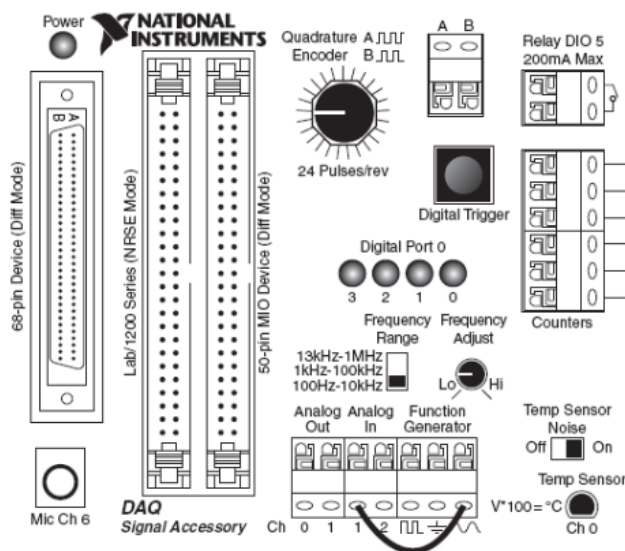 Power
NATIONAL
INSTRUMENTS
Quadrature A
Encoder B
A B
Relay DIO 5
200mA Max
24 Pulses/rev
68-pin Device (Diff Mode)
A
B
Lab/1200 Series (NRSE Mode)
50-pin MIO Device (Diff Mode)
Digital Trigger
Digital Port 0
3 2 1 0
Counters
Frequency
Range
13kHz-1MHz
1kHz-100kHz
100Hz-10kHz
Frequency
Adjust
Lo Hi
Analog
Out
Analog
In
Function
Generator
Temp Sensor
Noise
Off On
Temp Sensor
V*100=°C
Ch 0
Mic Ch 6
DAQ
Signal Accessory
Ch 0 1 1 2